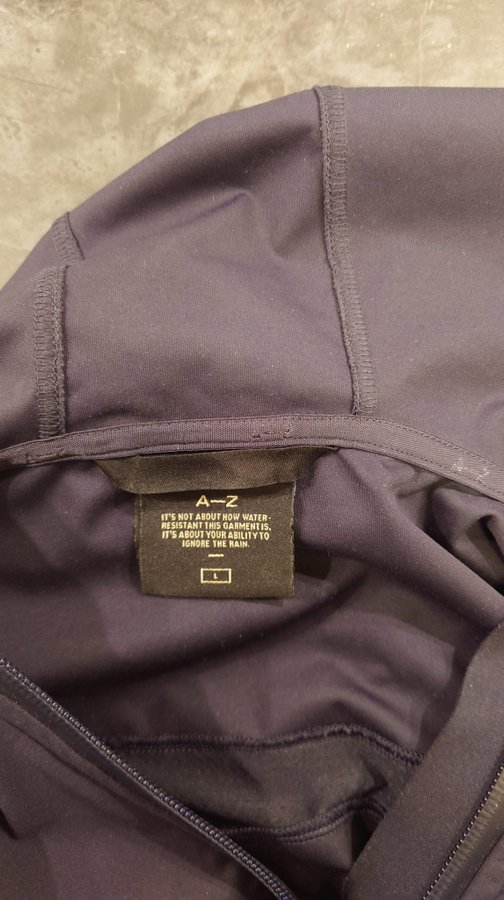 A–Z
IT'S NOT ABOUT HOW WATER-
RESISTANT THIS GARMENT IS,
IT'S ABOUT YOUR ABILITY TO
IGNORE THE RAIN.
L